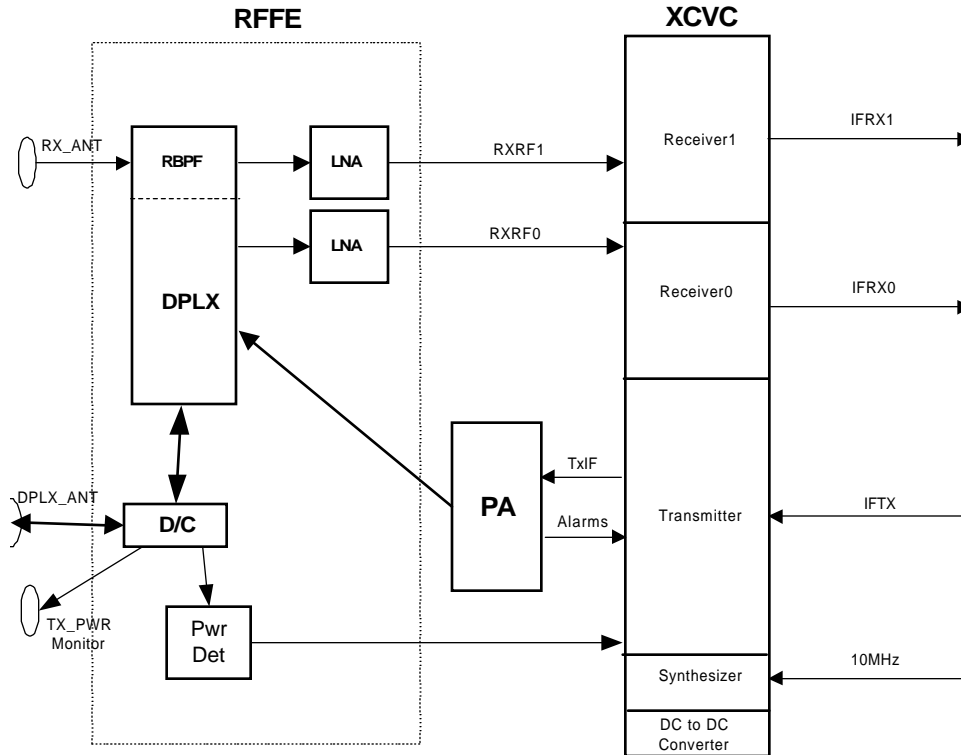 RFFE
XCVC
RX_ANT
RBPF
LNA
RXRF1
Receiver1
IFRX1
LNA
RXRF0
DPLX
Receiver0
IFRX0
TxIF
PA
Alarms
Transmitter
IFTX
DPLX_ANT
D/C
TX_PWR
Monitor
Pwr
Det
Synthesizer
10MHz
DC to DC
Converter